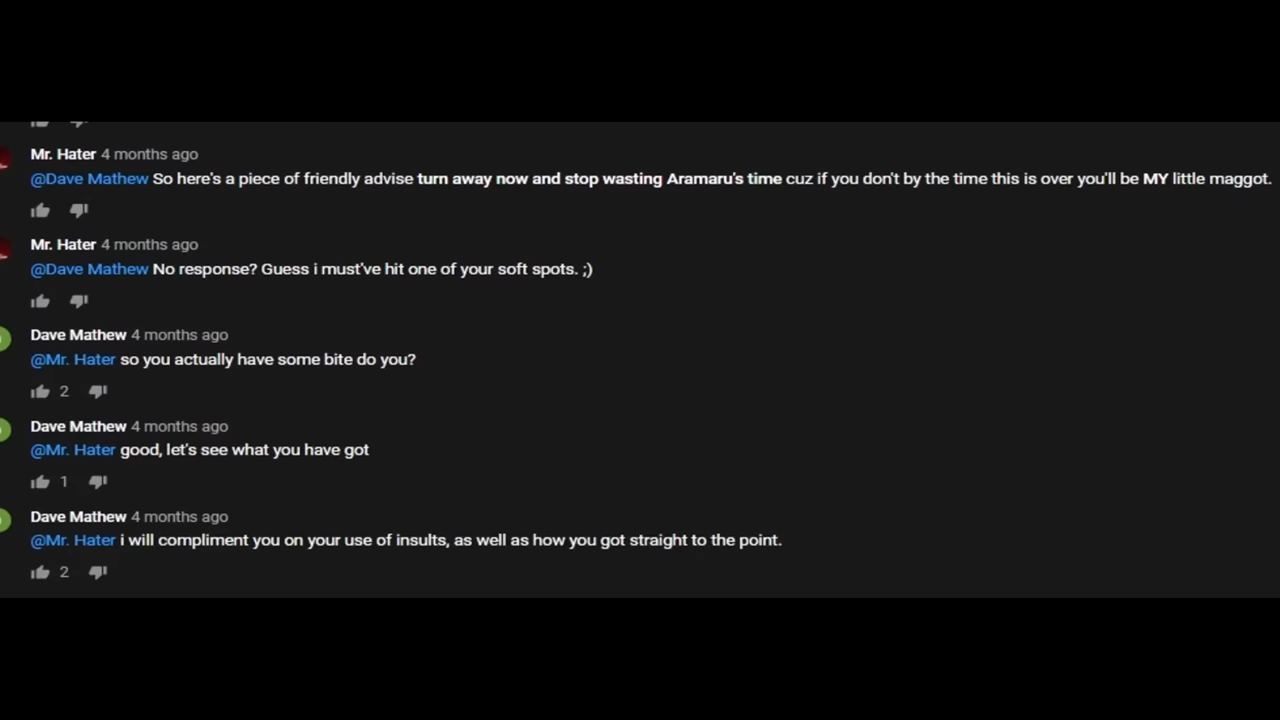 Mr. Hater 4 months ago
@Dave Mathew So here's a piece of friendly advise turn away now and stop wasting Aramaru's time cuz if you don't by the time this is over you'll be MY little maggot.
Mr. Hater 4 months ago
@Dave Mathew No response? Guess i must've hit one of your soft spots. ;)
Dave Mathew 4 months ago
@Mr. Hater so you actually have some bite do you?
2
Dave Mathew 4 months ago
@Mr. Hater good, let's see what you have got
1
Dave Mathew 4 months ago
@Mr. Hater i will compliment you on your use of insults, as well as how you got straight to the point.
2